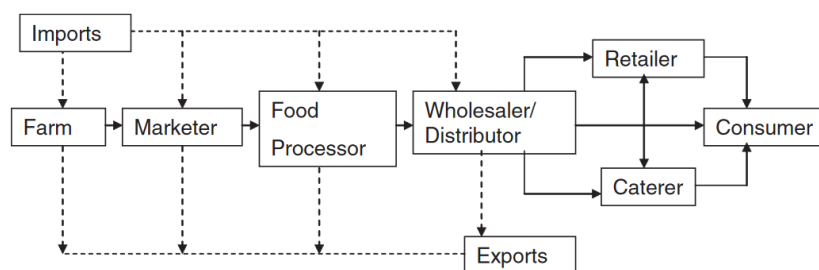 Imports
Retailer
Farm
Marketer
Food
Processor
Wholesaler/
Distributor
Consumer
Caterer
Exports